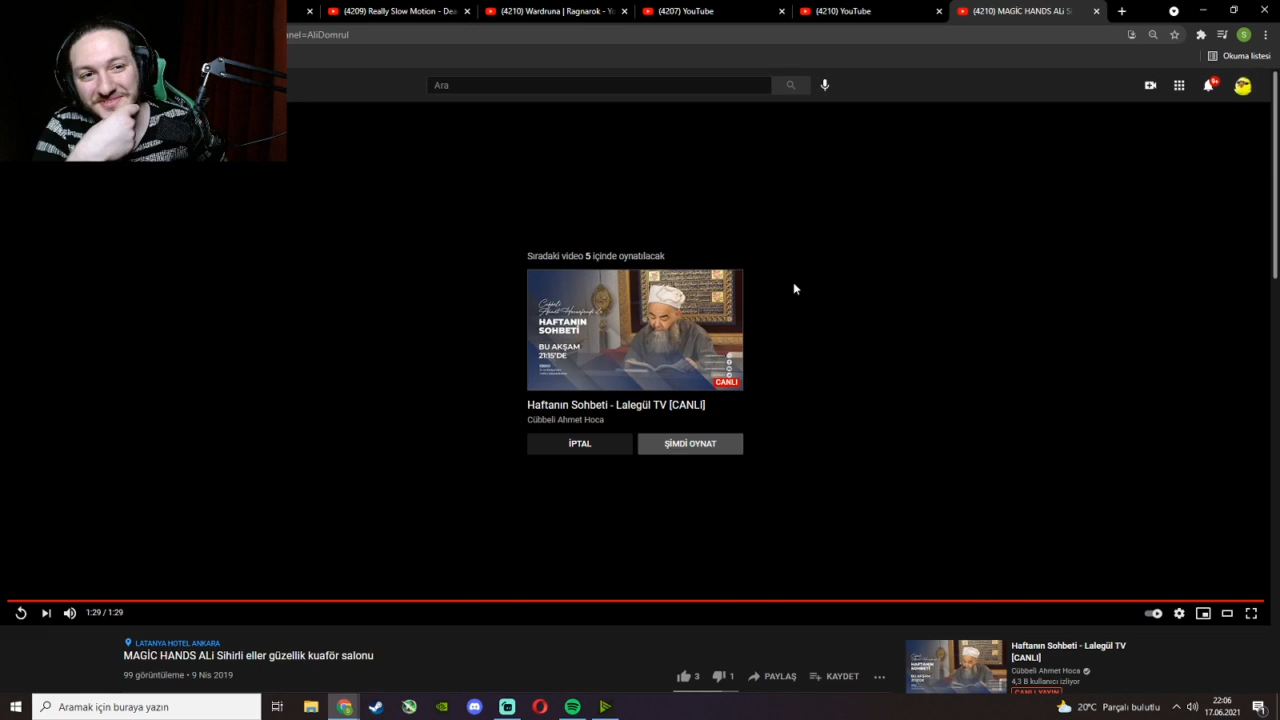 (4209) Really Slow Motion - Dea
(4210) Wardruna | Ragnarok - Yo
(4207) YouTube
(4210) YouTube
(4210) MAGİC HANDS ALi S
nel=AliDomrul
Okuma listesi
Ara
9+
S
Sıradaki video 5 içinde oynatılacak
Cübbeli
HAFTANIN
SOHBETİ
BU AKŞAM
21:15'DE
CANLI
Haftanın Sohbeti - Lalegül TV [CANLI]
Cübbeli Ahmet Hoca
İPTAL
ŞİMDİ OYNAT
1:29 / 1:29
LATANYA HOTEL ANKARA
MAGİC HANDS ALi Sihirli eller güzellik kuaför salonu
99 görüntüleme • 9 Nis 2019
3
1
PAYLAŞ
KAYDET
Haftanın Sohbeti - Lalegül TV
[CANLI]
Cübbeli Ahmet Hoca
4,3 B kullanıcı izliyor
CANLI YAYIN
Aramak için buraya yazın
20°C Parçalı bulutlu
22:06
17.06.2021